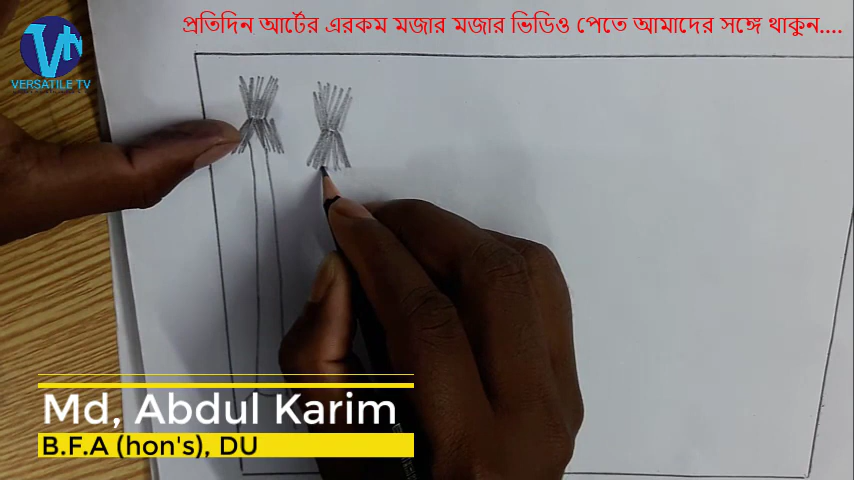 প্রতিদিন আর্টের এরকম মজার মজার ভিডিও পেতে আমাদের সঙ্গে থাকুন....
VERSATILE TV
Md, Abdul Karim
B.F.A (hon's), DU